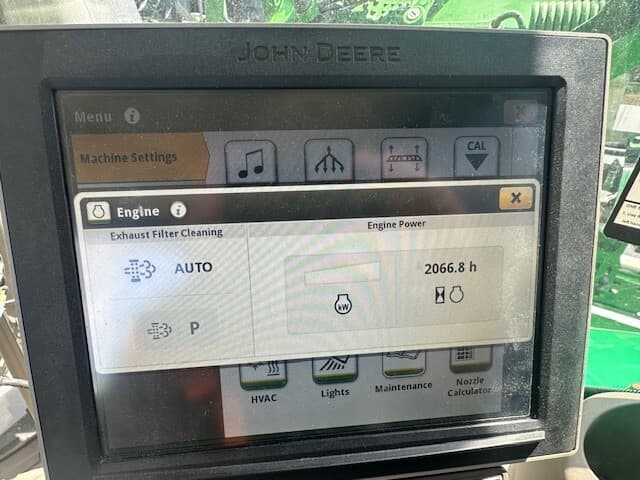 JOHN DEERE
Menu i
Machine Settings
CAL
Engine i
Exhaust Filter Cleaning
Engine Power
AUTO
2066.8 h
kW
P
HVAC
Lights
Maintenance
Nozzle
Calculator